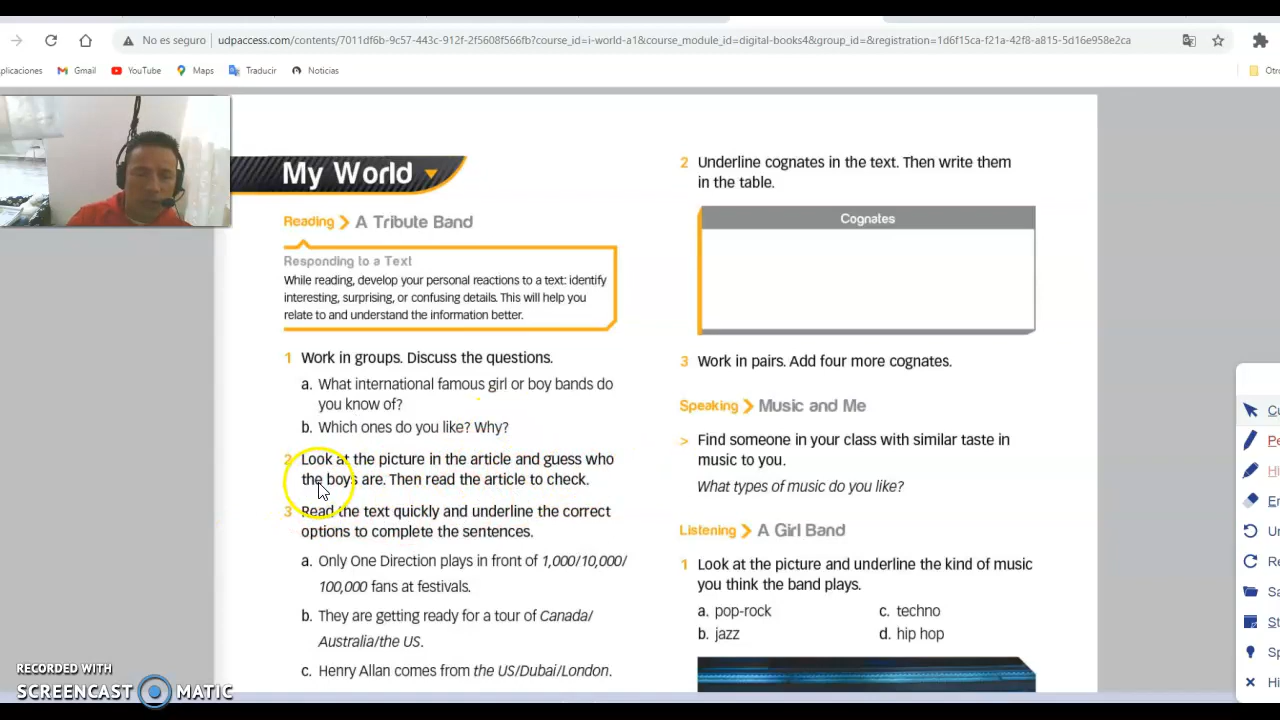 No es seguro
udpaccess.com/contents/7011df6b-9c57-443c-912f-2f5608f566fb?course_id=i-world-a1&course_module_id=digital-books4&group_id=&registration=1d6f15ca-f21a-42f8-a815-5d16e958e2ca
plicaciones Gmail YouTube Maps Traducir Noticias Otro
My World
Reading A Tribute Band
Responding to a Text
While reading, develop your personal reactions to a text: identify
interesting, surprising, or confusing details. This will help you
relate to and understand the information better.
1 Work in groups. Discuss the questions.
a. What international famous girl or boy bands do
you know of?
b. Which ones do you like? Why?
2 Look at the picture in the article and guess who
the boys are. Then read the article to check.
3 Read the text quickly and underline the correct
options to complete the sentences.
a. Only One Direction plays in front of 1,000/10,000/
100,000 fans at festivals.
b. They are getting ready for a tour of Canada/
Australia/the US.
c. Henry Allan comes from the US/Dubai/London.
2 Underline cognates in the text. Then write them
in the table.
Cognates
3 Work in pairs. Add four more cognates.
Speaking > Music and Me
> Find someone in your class with similar taste in
music to you.
What types of music do you like?
Listening > A Girl Band
1 Look at the picture and underline the kind of music
you think the band plays.
a. pop-rock c. techno
b. jazz d. hip hop
Cu
Pe
Hi
Er
Un
Re
Sa
St
Sp
Hi
RECORDED WITH
SCREENCAST MATIC